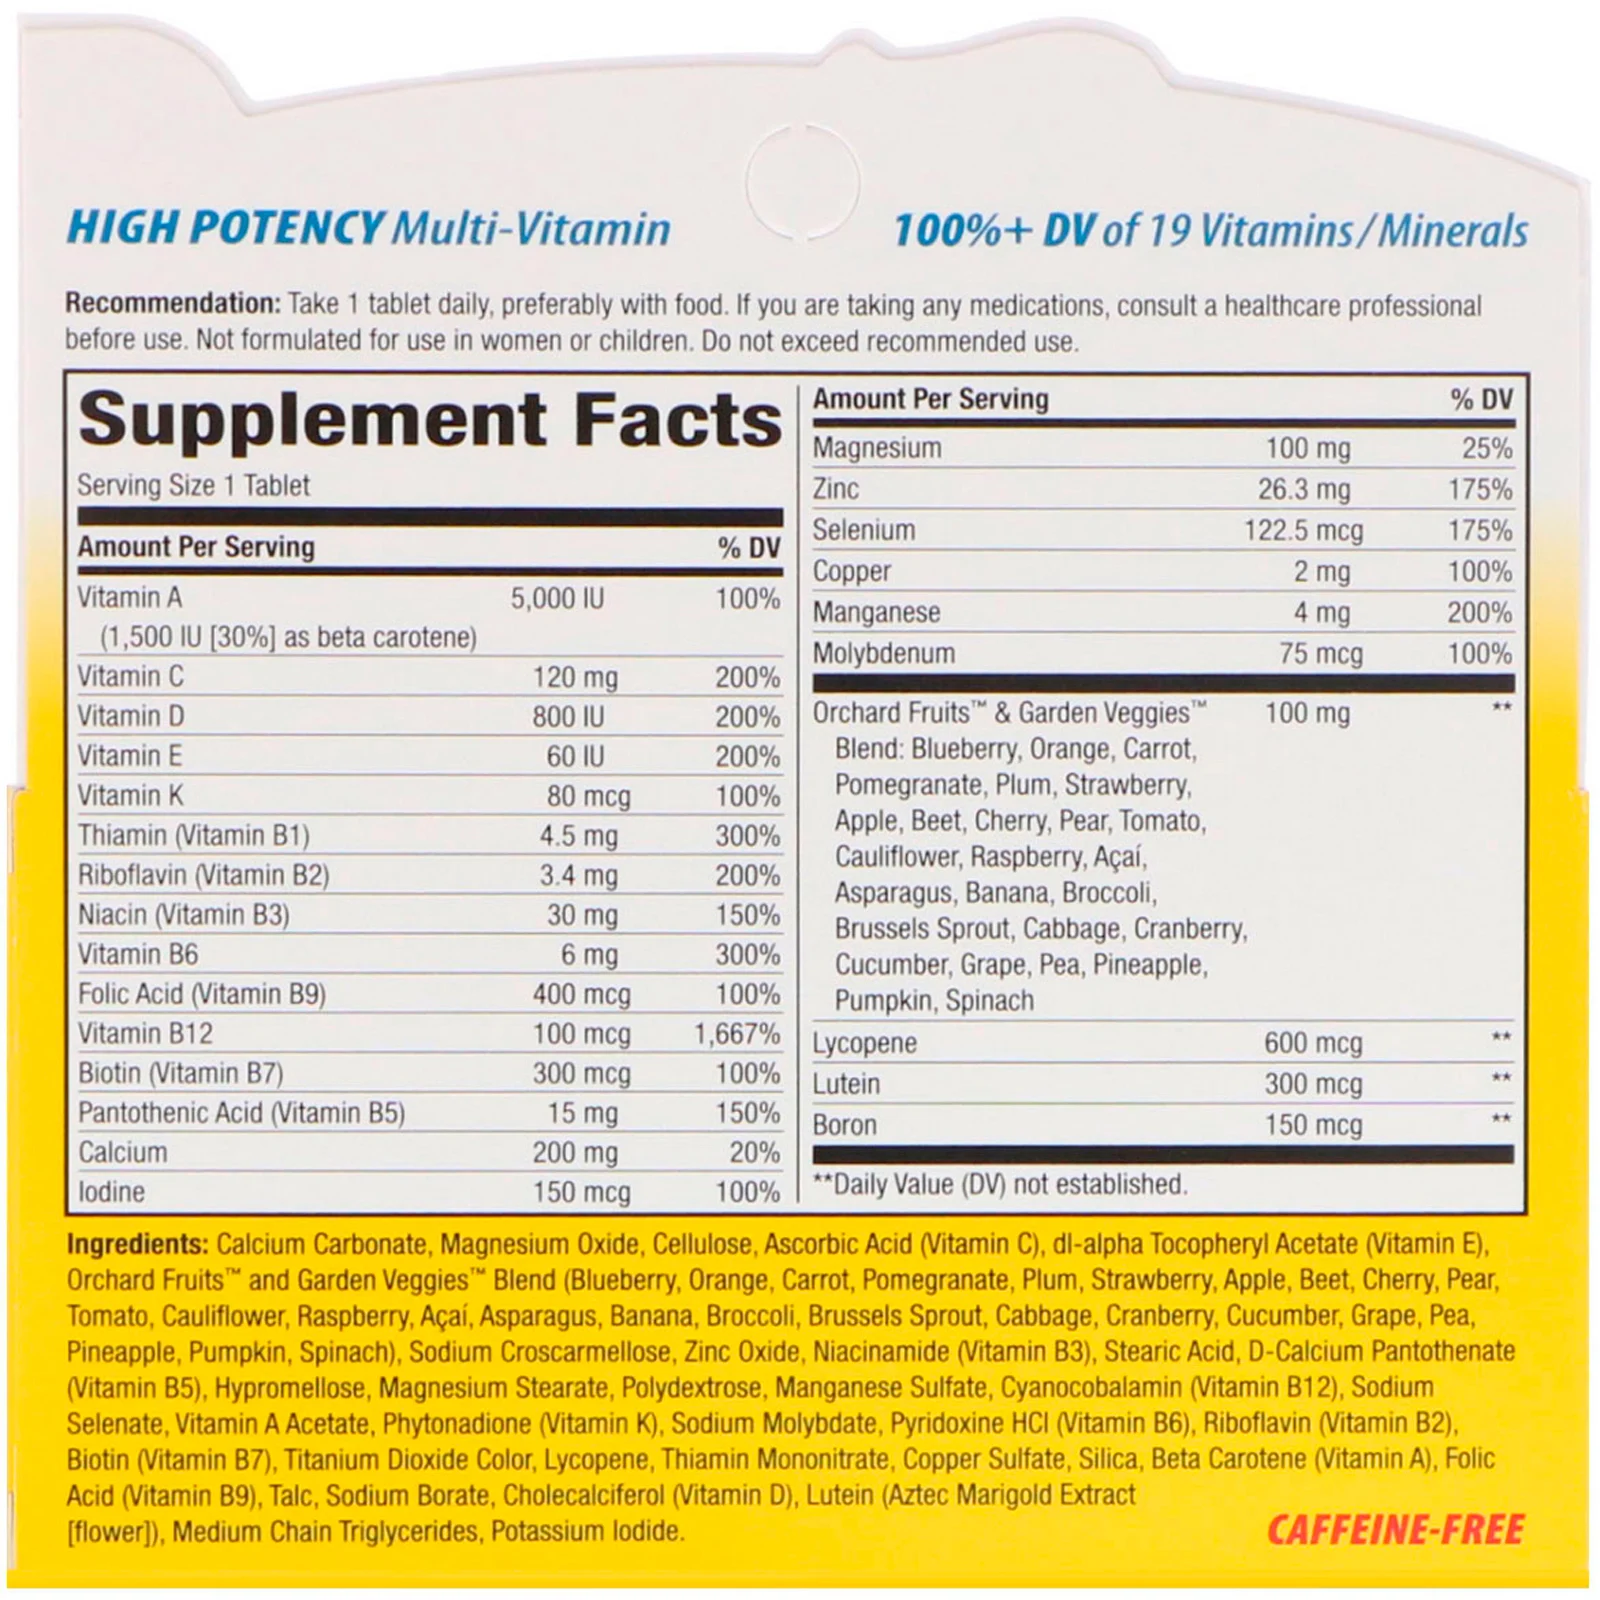 HIGH POTENCY Multi-Vitamin
100%+ DV of 19 Vitamins/Minerals
Recommendation: Take 1 tablet daily, preferably with food. If you are taking any medications, consult a healthcare professional
before use. Not formulated for use in women or children. Do not exceed recommended use.
Supplement Facts
Serving Size 1 Tablet
Amount Per Serving % DV
Vitamin A 5,000 IU 100%
(1,500 IU [30%] as beta carotene)
Vitamin C 120 mg 200%
Vitamin D 800 IU 200%
Vitamin E 60 IU 200%
Vitamin K 80 mcg 100%
Thiamin (Vitamin B1) 4.5 mg 300%
Riboflavin (Vitamin B2) 3.4 mg 200%
Niacin (Vitamin B3) 30 mg 150%
Vitamin B6 6 mg 300%
Folic Acid (Vitamin B9) 400 mcg 100%
Vitamin B12 100 mcg 1,667%
Biotin (Vitamin B7) 300 mcg 100%
Pantothenic Acid (Vitamin B5) 15 mg 150%
Calcium 200 mg 20%
Iodine 150 mcg 100%
Amount Per Serving % DV
Magnesium 100 mg 25%
Zinc 26.3 mg 175%
Selenium 122.5 mcg 175%
Copper 2 mg 100%
Manganese 4 mg 200%
Molybdenum 75 mcg 100%
Orchard Fruits™ & Garden Veggies™ 100 mg **
Blend: Blueberry, Orange, Carrot,
Pomegranate, Plum, Strawberry,
Apple, Beet, Cherry, Pear, Tomato,
Cauliflower, Raspberry, Açaí,
Asparagus, Banana, Broccoli,
Brussels Sprout, Cabbage, Cranberry,
Cucumber, Grape, Pea, Pineapple,
Pumpkin, Spinach
Lycopene 600 mcg **
Lutein 300 mcg **
Boron 150 mcg **
**Daily Value (DV) not established.
Ingredients: Calcium Carbonate, Magnesium Oxide, Cellulose, Ascorbic Acid (Vitamin C), dl-alpha Tocopheryl Acetate (Vitamin E),
Orchard Fruits™ and Garden Veggies™ Blend (Blueberry, Orange, Carrot, Pomegranate, Plum, Strawberry, Apple, Beet, Cherry, Pear,
Tomato, Cauliflower, Raspberry, Açaí, Asparagus, Banana, Broccoli, Brussels Sprout, Cabbage, Cranberry, Cucumber, Grape, Pea,
Pineapple, Pumpkin, Spinach), Sodium Croscarmellose, Zinc Oxide, Niacinamide (Vitamin B3), Stearic Acid, D-Calcium Pantothenate
(Vitamin B5), Hypromellose, Magnesium Stearate, Polydextrose, Manganese Sulfate, Cyanocobalamin (Vitamin B12), Sodium
Selenate, Vitamin A Acetate, Phytonadione (Vitamin K), Sodium Molybdate, Pyridoxine HCl (Vitamin B6), Riboflavin (Vitamin B2),
Biotin (Vitamin B7), Titanium Dioxide Color, Lycopene, Thiamin Mononitrate, Copper Sulfate, Silica, Beta Carotene (Vitamin A), Folic
Acid (Vitamin B9), Talc, Sodium Borate, Cholecalciferol (Vitamin D), Lutein (Aztec Marigold Extract
[flower]), Medium Chain Triglycerides, Potassium Iodide.
CAFFEINE-FREE